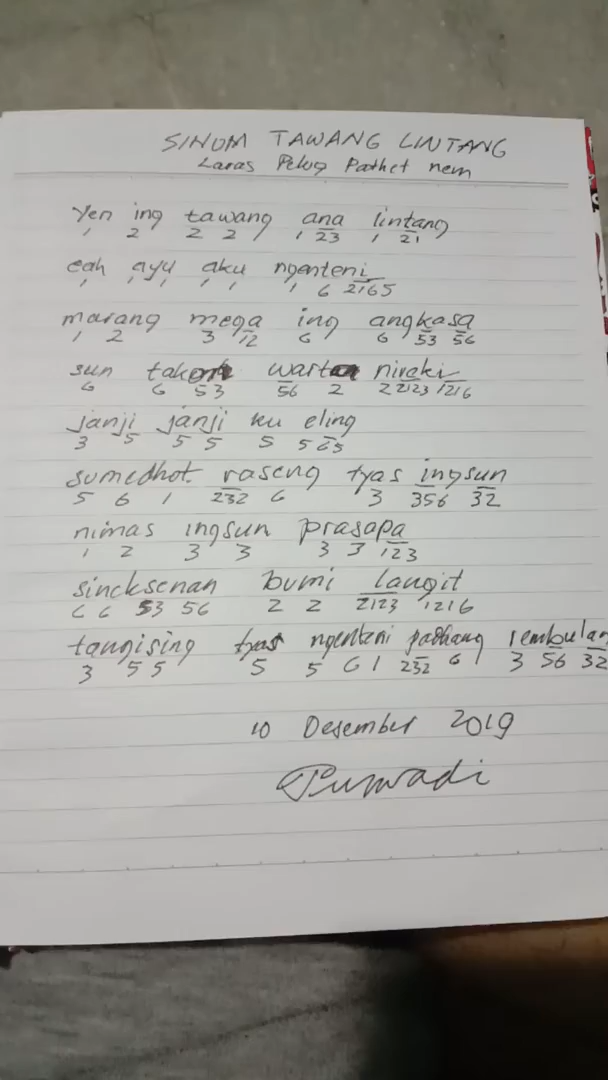 SINOM TAWANG LINTANG
Laras Pelog Pathet nem
Yen ing tawang ana lintang
1 2 2 2 1 23 1 21
cah ayu aku ngenteni
1 1 1 1 1 1 6 2165
marang mega ing angkasa
1 2 3 12 6 6 53 56
sun takon warta niraki
6 6 53 56 2 2 2123 1216
janji janji ku eling
3 5 5 5 5 5 65
sumedhot raseng tyas ingsun
5 6 1 232 6 3 356 32
nimas ingsun prasapa
1 2 3 3 3 3 123
sineksenan bumi langit
6 6 53 56 2 2 2123 1216
tangising tyas ngenteni padhang rembulan
3 5 5 5 5 6 1 232 6 3 56 32
10 Desember 2019
Purwadi